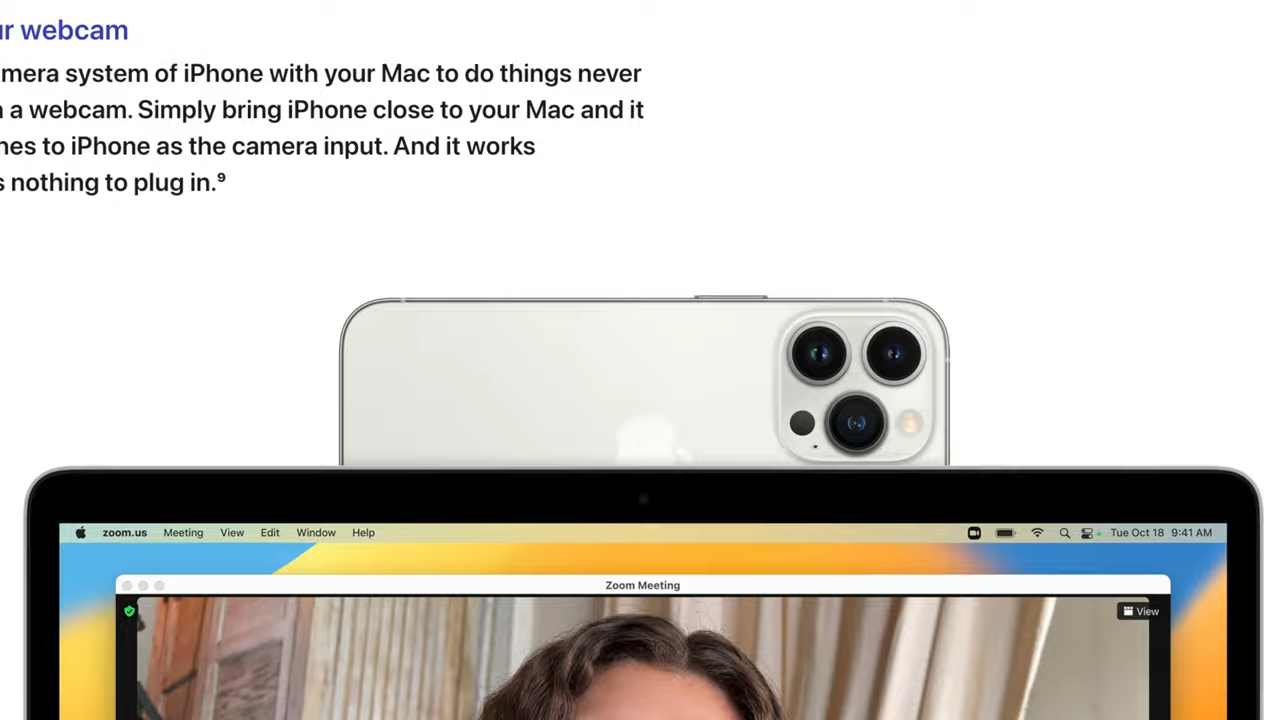 ur webcam
mera system of iPhone with your Mac to do things never
a webcam. Simply bring iPhone close to your Mac and it
hes to iPhone as the camera input. And it works
s nothing to plug in.⁹
zoom.us Meeting View Edit Window Help Tue Oct 18 9:41 AM
Zoom Meeting
View